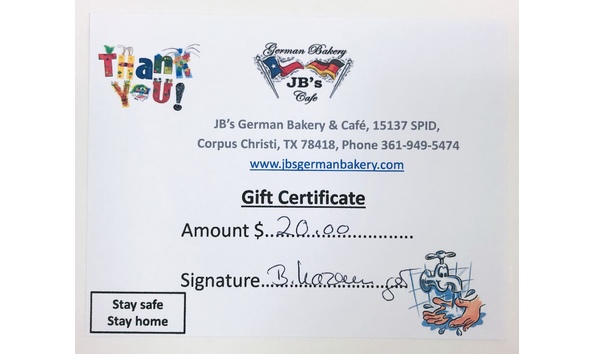 THANK
YOU!
German Bakery
JB's
Cafe
JB's German Bakery & Café, 15137 SPID,
Corpus Christi, TX 78418, Phone 361-949-5474
www.jbsgermanbakery.com
Gift Certificate
Amount $..20.00..............
Signature...B.
Stay safe
Stay home